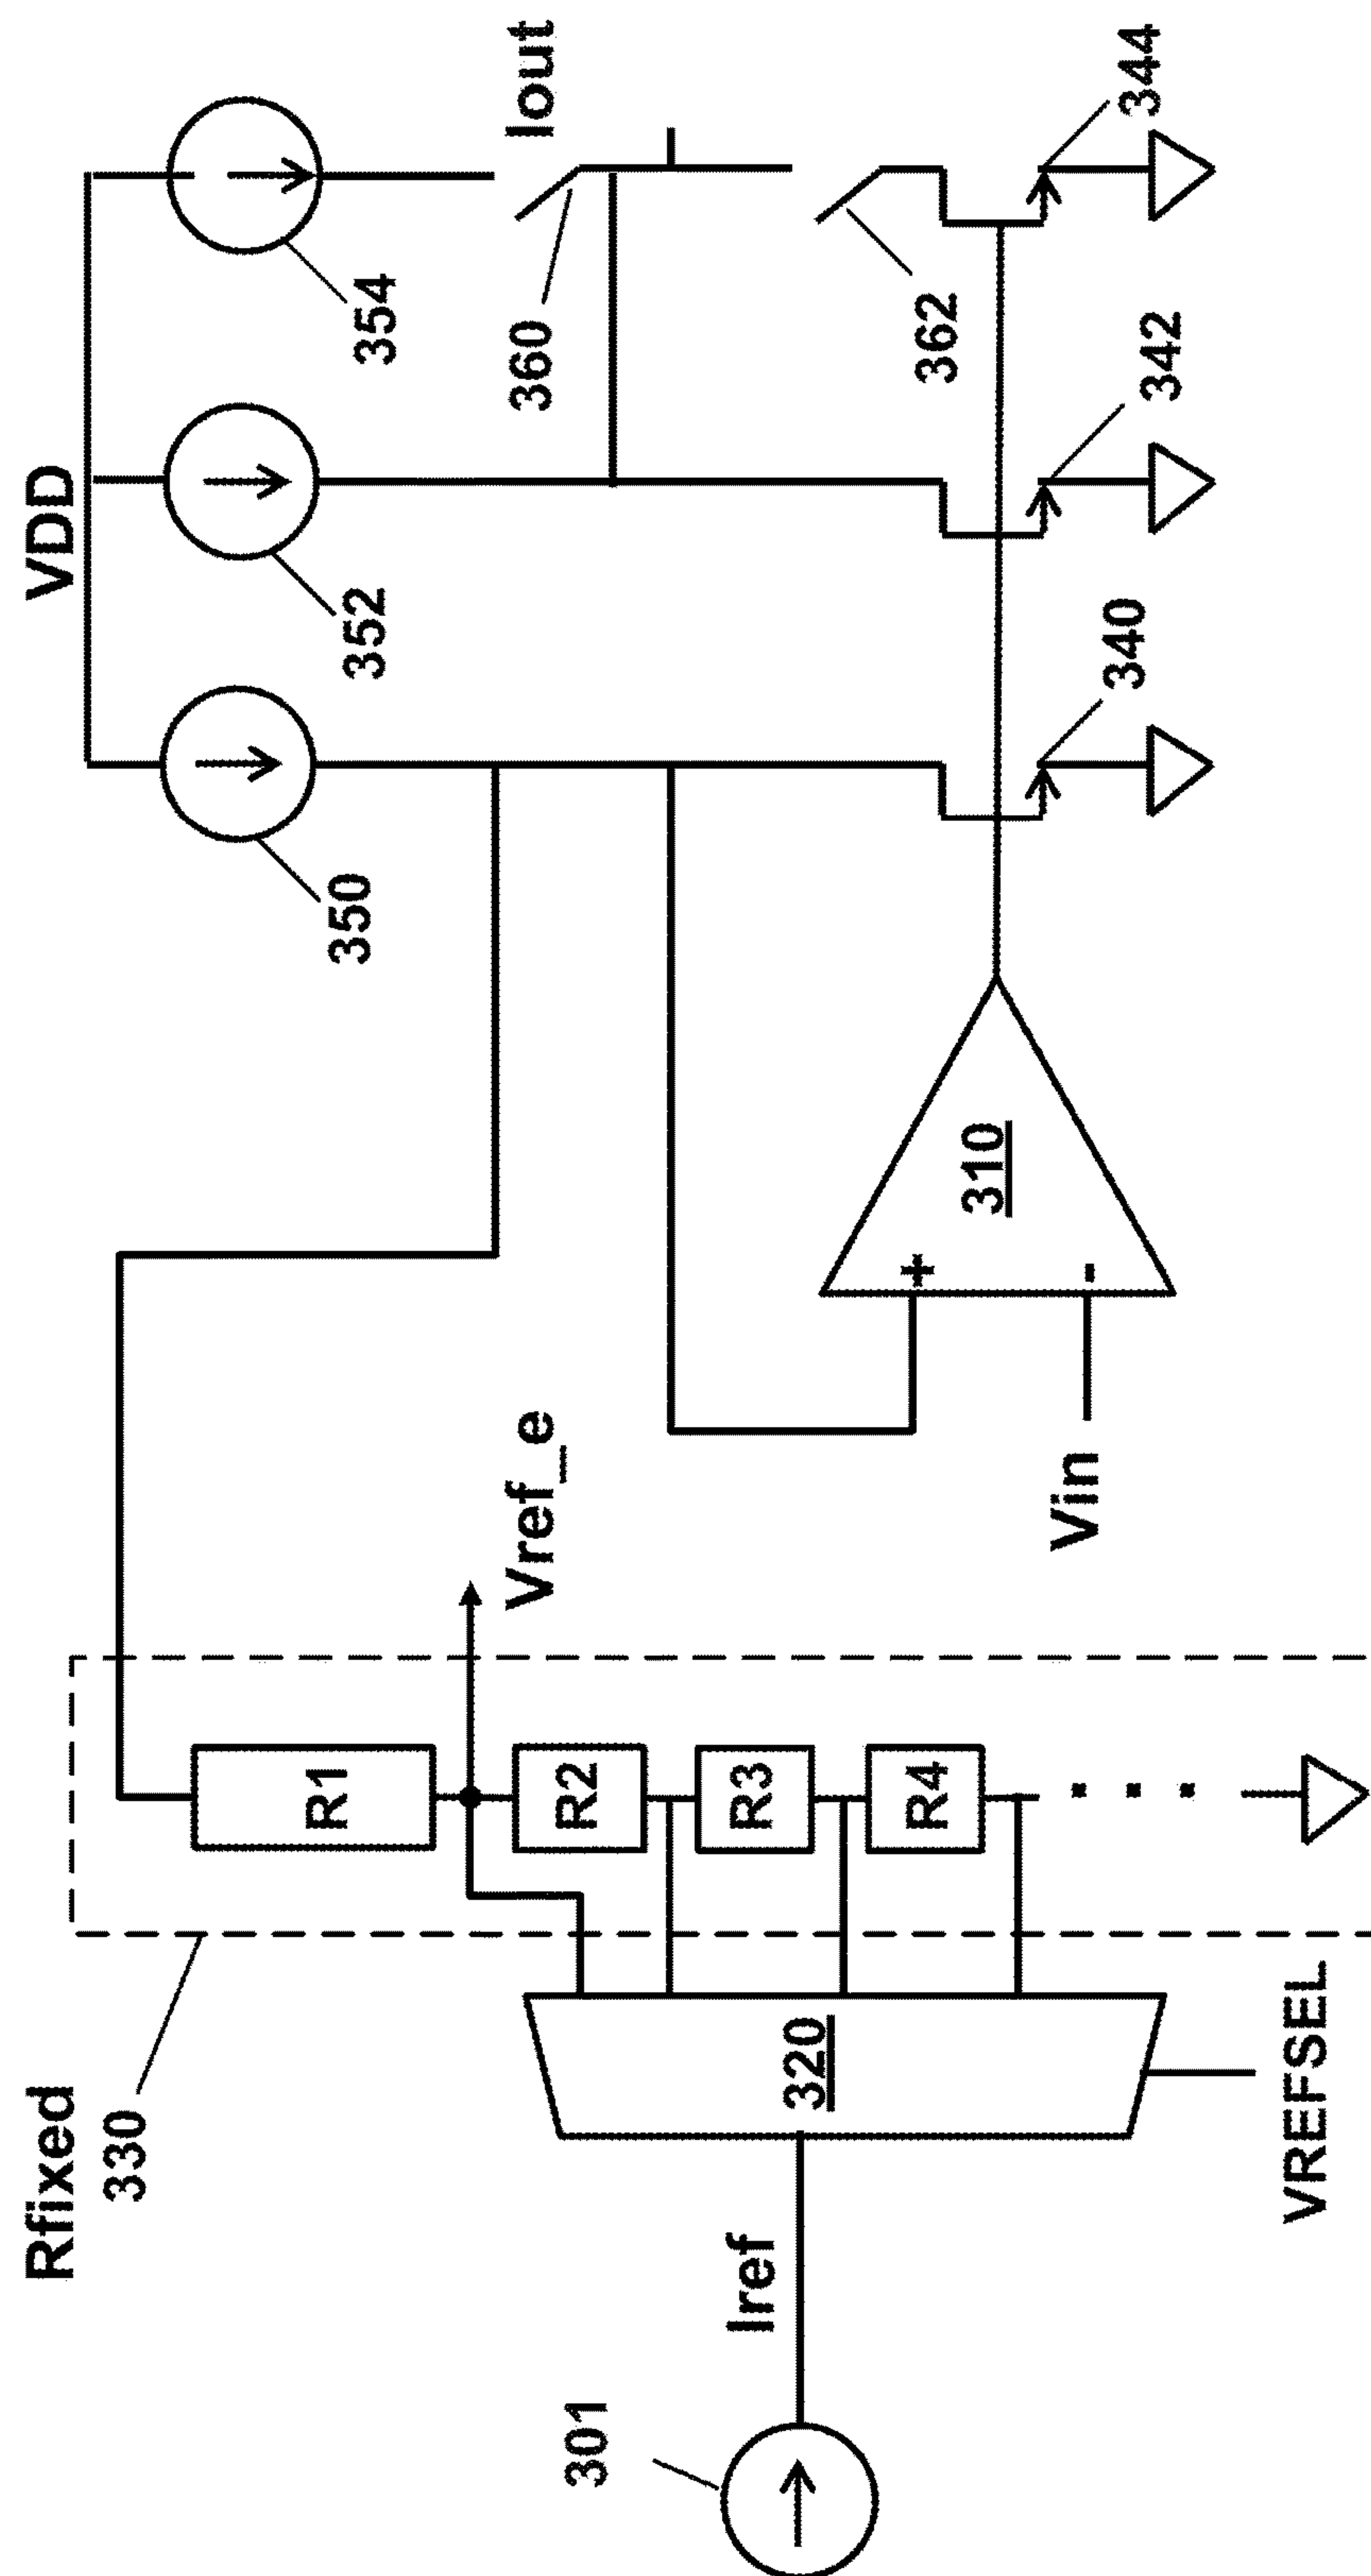 Rfixed
330
VDD
350
352
354
R1
Vref_e
Iout
360
R2
301
Iref
R3
320
R4
362
310
+
-
Vin
340
342
344
VREFSEL